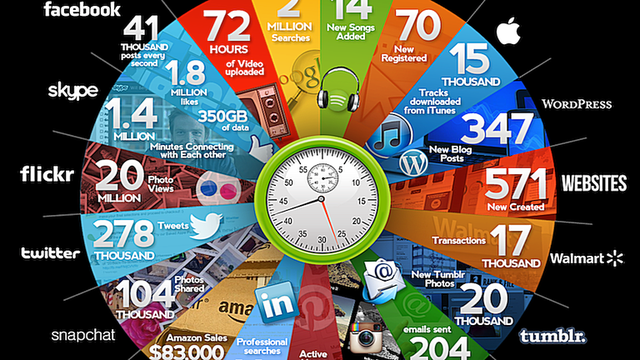 facebook
41
THOUSAND
posts every
second
1.8
MILLION
likes
350GB
of data
72
HOURS
of Video
uploaded
2
MILLION
Searches
Google
14
New Songs
Added
70
New
Registered
15
THOUSAND
Tracks
downloaded
from iTunes
WORDPRESS
347
New Blog
Posts
WEBSITES
571
New Created
Walmart
Transactions
17
THOUSAND
tumblr.
New Tumblr
Photos
20
THOUSAND
emails sent
204
Active
in
Professional
searches
Amazon Sales
$83,000
amazon
snapchat
104
THOUSAND
Photos
Shared
twitter
278
THOUSAND
Tweets
flickr
20
MILLION
Photo
Views
skype
1.4
MILLION
Minutes Connecting
with Each other
60
5
10
15
20
25
30
35
40
45
50
55